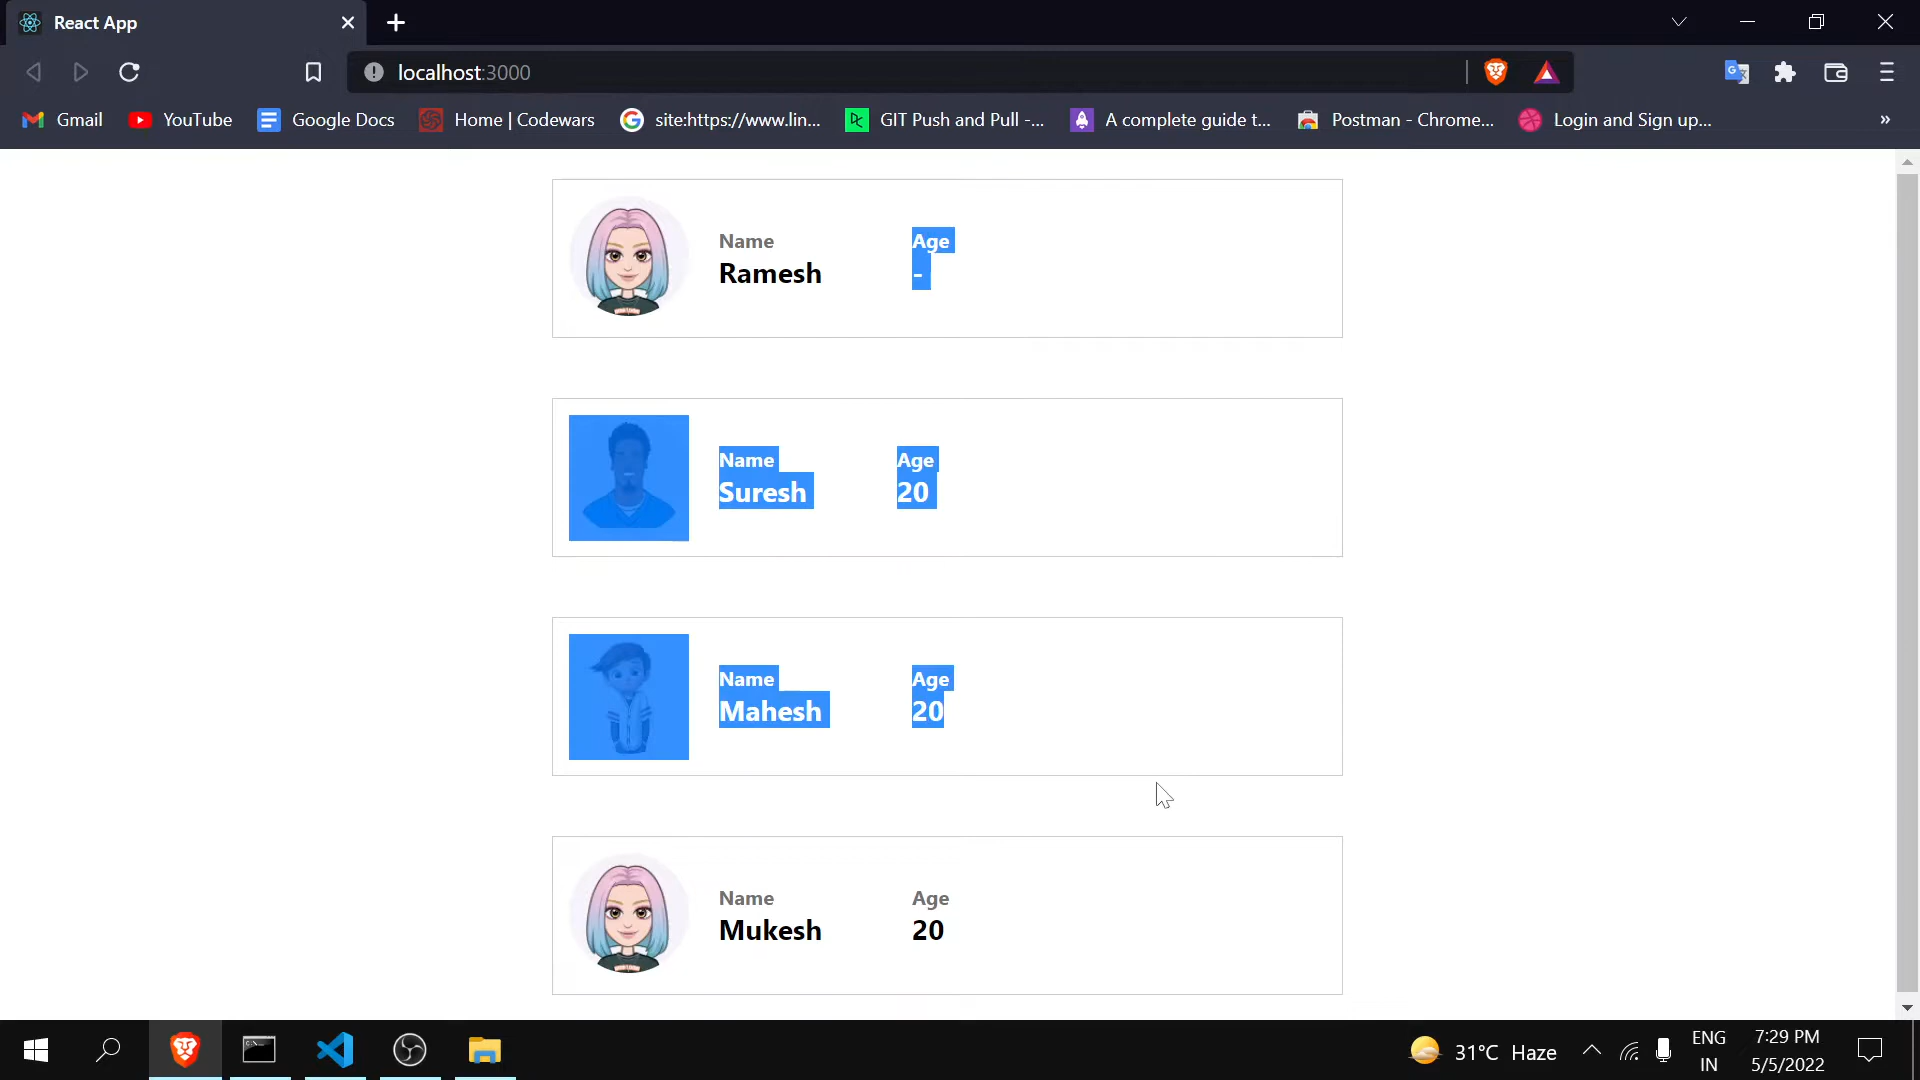 React App
localhost:3000
Gmail YouTube Google Docs Home | Codewars site:https://www.lin... GIT Push and Pull -... A complete guide t... Postman - Chrome... Login and Sign up... »
Name Age
Ramesh -
Name Age
Suresh 20
Name Age
Mahesh 20
Name Age
Mukesh 20
31°C Haze
ENG
IN
7:29 PM
5/5/2022